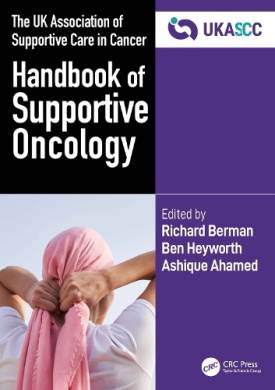 The UK Association of
Supportive Care in Cancer
UKASCC
Handbook of
Supportive
Oncology
Edited by
Richard Berman
Ben Heyworth
Ashique Ahamed
CRC
CRC Press
Taylor & Francis Group